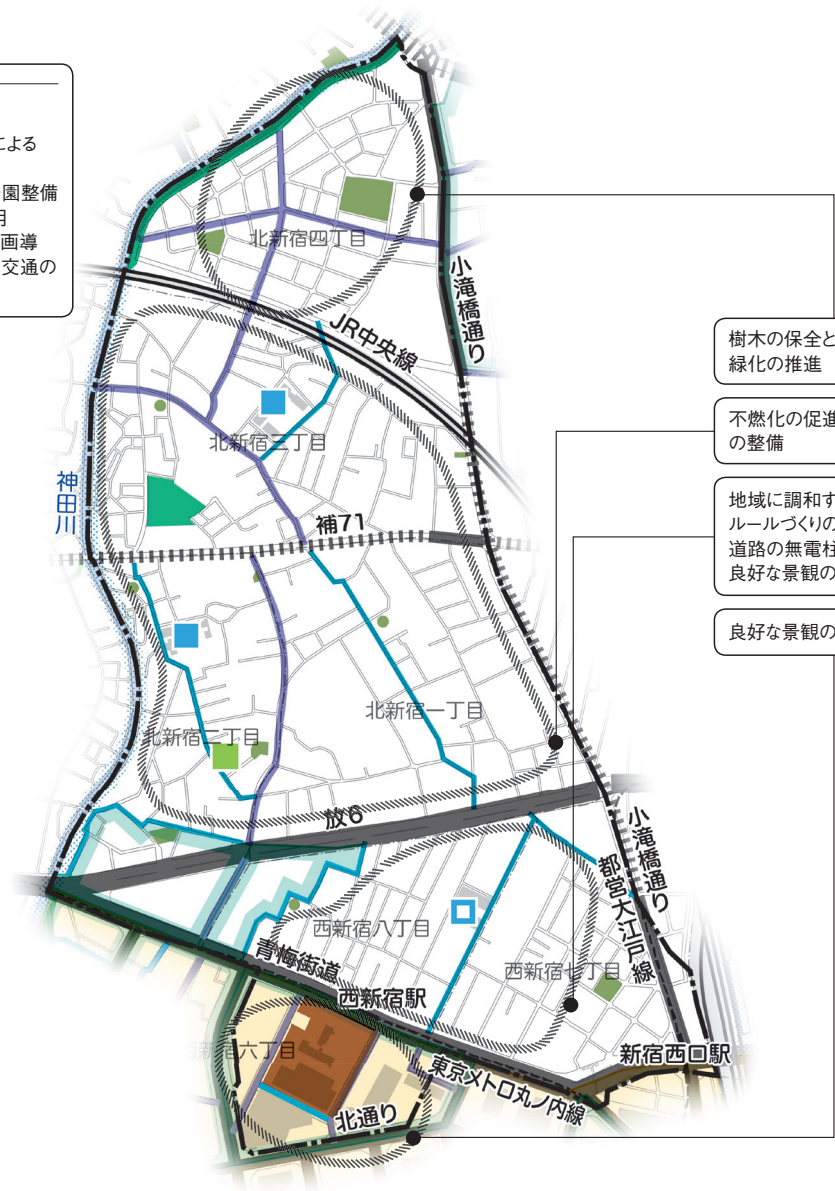 による
園整備
用
画導
交通の
北新宿四丁目
小滝橋通り
JR中央線
樹木の保全と
緑化の推進
不燃化の促進
の整備
北新宿三丁目
神田川
補71
地域に調和す
ルールづくりの
道路の無電柱
良好な景観の
良好な景観の
北新宿一丁目
北新宿二丁目
放6
小滝橋通り
都営大江戸線
西新宿八丁目
西新宿七丁目
青梅街道
西新宿駅
新宿西口駅
六丁目
東京メトロ丸ノ内線
北通り